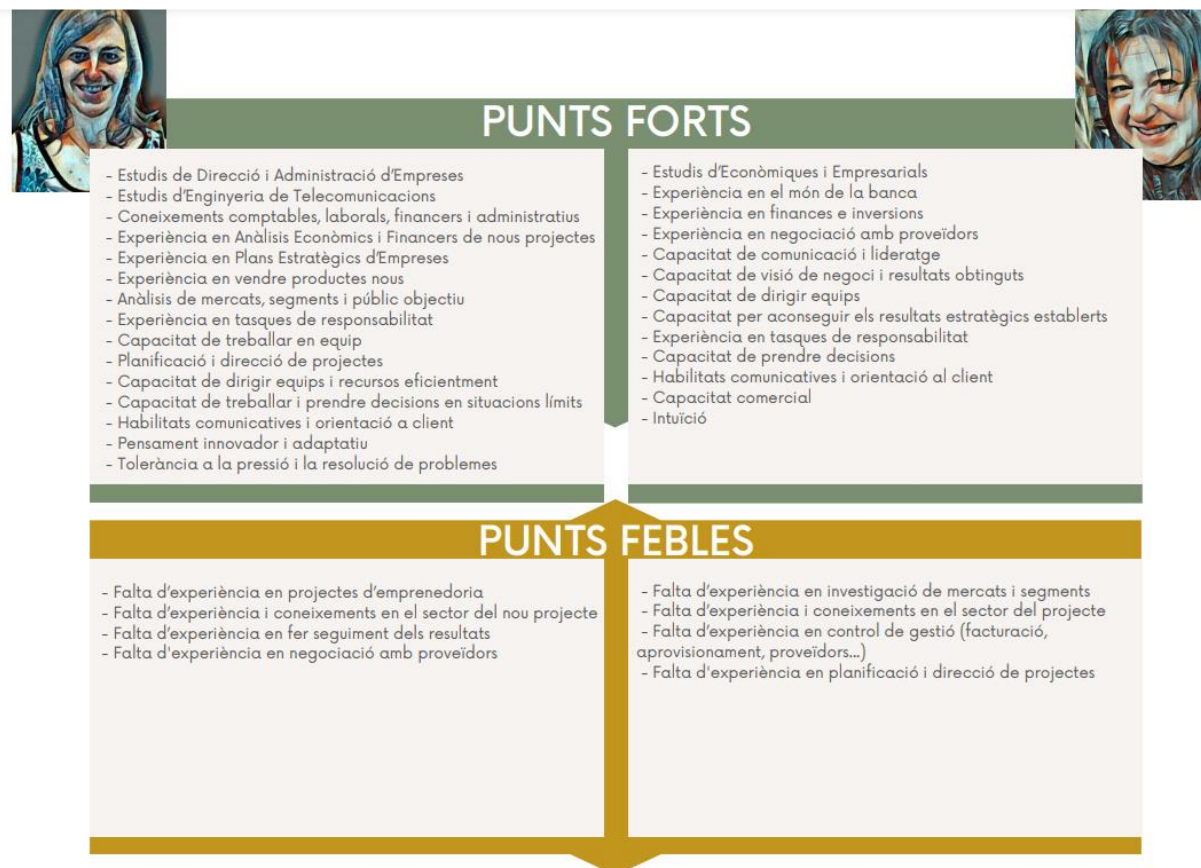 PUNTS FORTS
- Estudis de Direcció i Administració d'Empreses
- Estudis d'Enginyeria de Telecomunicacions
- Coneixements comptables, laborals, financers i administratius
- Experiència en Anàlisis Econòmics i Financers de nous projectes
- Experiència en Plans Estratègics d'Empreses
- Experiència en vendre productes nous
- Anàlisis de mercats, segments i públic objectiu
- Experiència en tasques de responsabilitat
- Capacitat de treballar en equip
- Planificació i direcció de projectes
- Capacitat de dirigir equips i recursos eficientment
- Capacitat de treballar i prendre decisions en situacions límits
- Habilitats comunicatives i orientació a client
- Pensament innovador i adaptatiu
- Tolerància a la pressió i la resolució de problemes
- Estudis d'Econòmiques i Empresarials
- Experiència en el món de la banca
- Experiència en finances e inversions
- Experiència en negociació amb proveïdors
- Capacitat de comunicació i lideratge
- Capacitat de visió de negoci i resultats obtinguts
- Capacitat de dirigir equips
- Capacitat per aconseguir els resultats estratègics establerts
- Experiència en tasques de responsabilitat
- Capacitat de prendre decisions
- Habilitats comunicatives i orientació al client
- Capacitat comercial
- Intuïció
PUNTS FEBLES
- Falta d'experiència en projectes d'emprenedoria
- Falta d'experiència i coneixements en el sector del nou projecte
- Falta d'experiència en fer seguiment dels resultats
- Falta d'experiència en negociació amb proveïdors
- Falta d'experiència en investigació de mercats i segments
- Falta d'experiència i coneixements en el sector del projecte
- Falta d'experiència en control de gestió (facturació,
aprovisionament, proveïdors...)
- Falta d'experiència en planificació i direcció de projectes